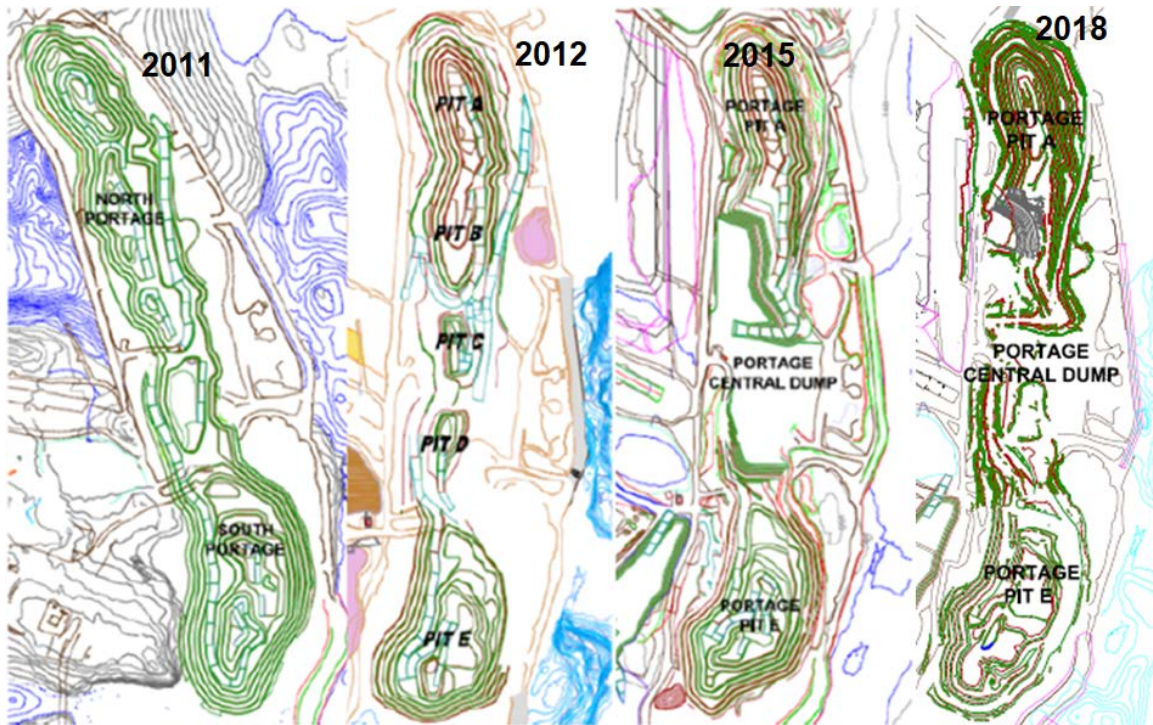 2011
NORTH
PORTAGE
SOUTH
PORTAGE
2012
PIT A
PIT B
PIT C
PIT D
PIT E
2015
PORTAGE
PIT A
PORTAGE
CENTRAL DUMP
PORTAGE
PIT E
2018
PORTAGE
PIT A
PORTAGE
CENTRAL DUMP
PORTAGE
PIT E